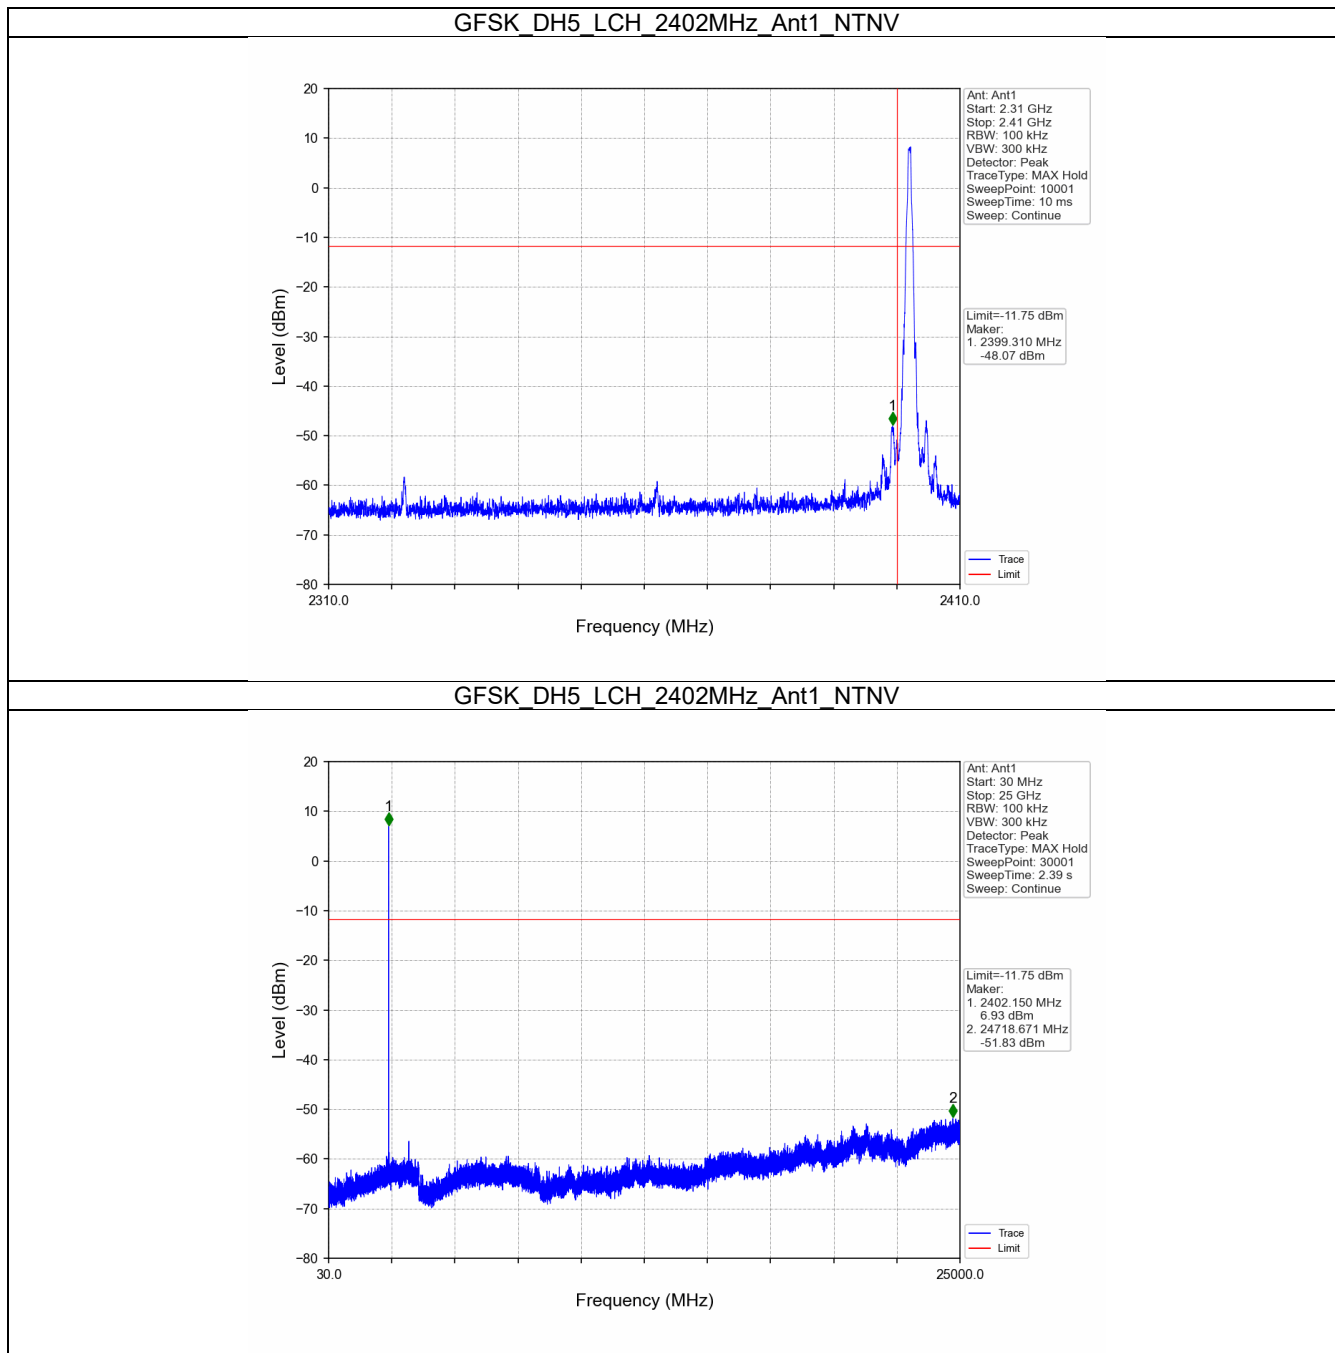 GFSK_DH5_LCH_2402MHz_Ant1_NTNV
20
10
0
−10
−20
−30
−40
−50
−60
−70
−80
Level (dBm)
2310.0
2410.0
Frequency (MHz)
1
Ant: Ant1
Start: 2.31 GHz
Stop: 2.41 GHz
RBW: 100 kHz
VBW: 300 kHz
Detector: Peak
TraceType: MAX Hold
SweepPoint: 10001
SweepTime: 10 ms
Sweep: Continue
Limit=-11.75 dBm
Maker:
1. 2399.310 MHz
-48.07 dBm
Trace
Limit
GFSK_DH5_LCH_2402MHz_Ant1_NTNV
20
10
0
−10
−20
−30
−40
−50
−60
−70
−80
Level (dBm)
30.0
25000.0
Frequency (MHz)
1
2
Ant: Ant1
Start: 30 MHz
Stop: 25 GHz
RBW: 100 kHz
VBW: 300 kHz
Detector: Peak
TraceType: MAX Hold
SweepPoint: 30001
SweepTime: 2.39 s
Sweep: Continue
Limit=-11.75 dBm
Maker:
1. 2402.150 MHz
6.93 dBm
2. 24718.671 MHz
-51.83 dBm
Trace
Limit